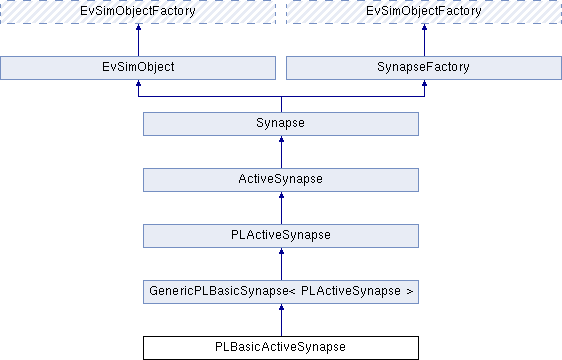 EvSimObjectFactory
EvSimObjectFactory
EvSimObject
SynapseFactory
Synapse
ActiveSynapse
PLActiveSynapse
GenericPLBasicSynapse< PLActiveSynapse >
PLBasicActiveSynapse